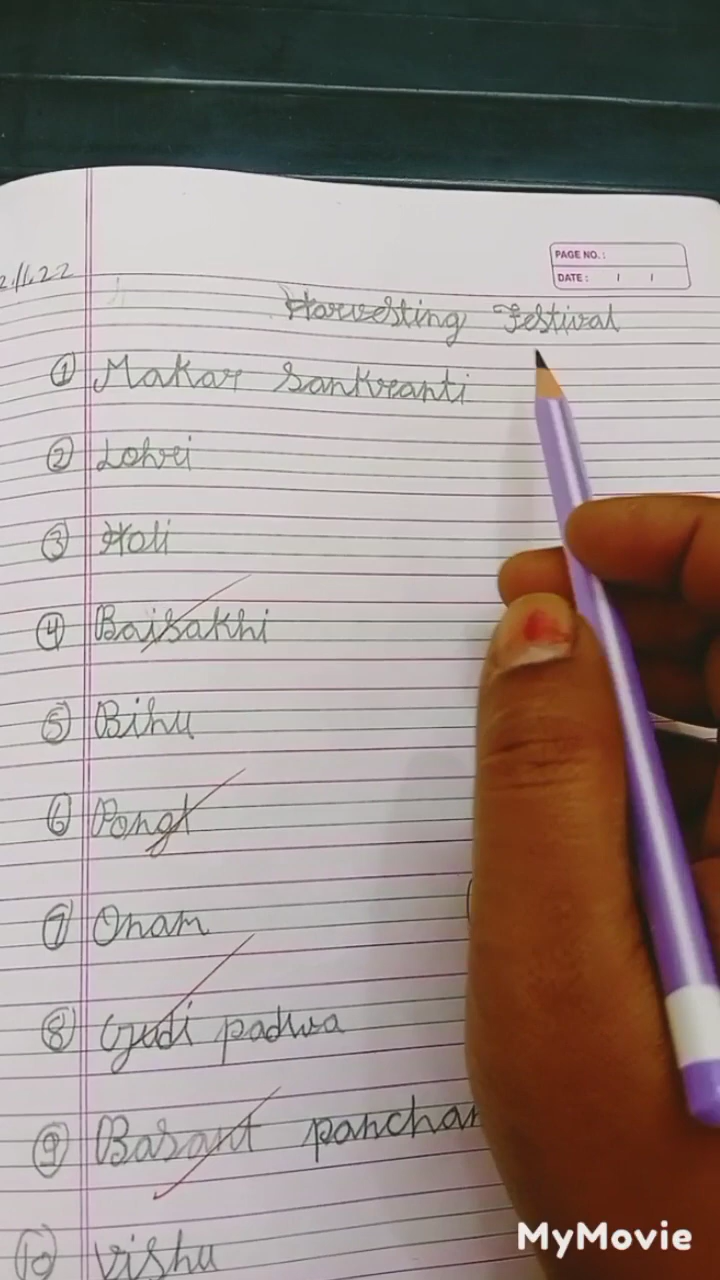 PAGE NO. :
DATE : / /
2.11.22
Harvesting Festival
① Makar Sankranti
② Lohri
③ Holi
④ Baisakhi
⑤ Bihu
⑥ Pongl
⑦ Onam
⑧ Gudi padwa
⑨ Basant panchan
⑩ Vishu
MyMovie